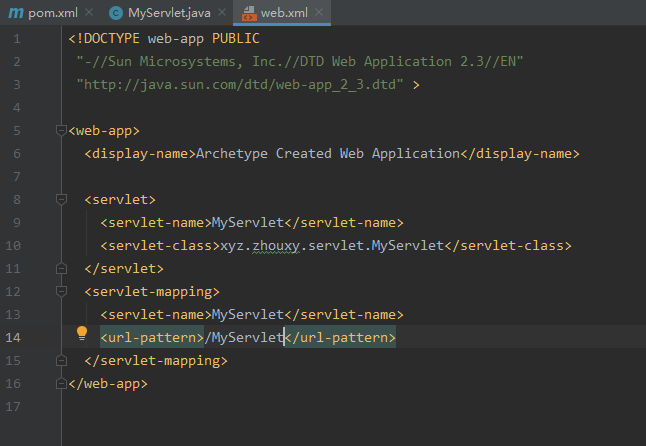 m pom.xml × C MyServlet.java × web.xml ×
1 <!DOCTYPE web-app PUBLIC
2 "-//Sun Microsystems, Inc.//DTD Web Application 2.3//EN"
3 "http://java.sun.com/dtd/web-app_2_3.dtd" >
4
5 <web-app>
6 <display-name>Archetype Created Web Application</display-name>
7
8 <servlet>
9 <servlet-name>MyServlet</servlet-name>
10 <servlet-class>xyz.zhouxy.servlet.MyServlet</servlet-class>
11 </servlet>
12 <servlet-mapping>
13 <servlet-name>MyServlet</servlet-name>
14 <url-pattern>/MyServlet</url-pattern>
15 </servlet-mapping>
16 </web-app>
17